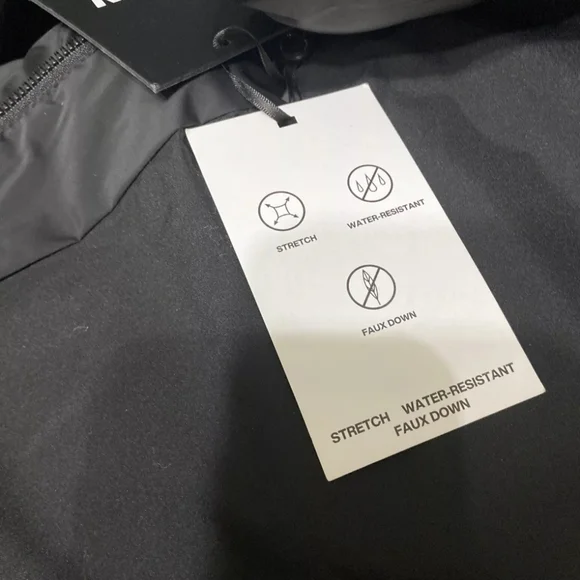 STRETCH
WATER-RESISTANT
FAUX DOWN
STRETCH WATER-RESISTANT
FAUX DOWN